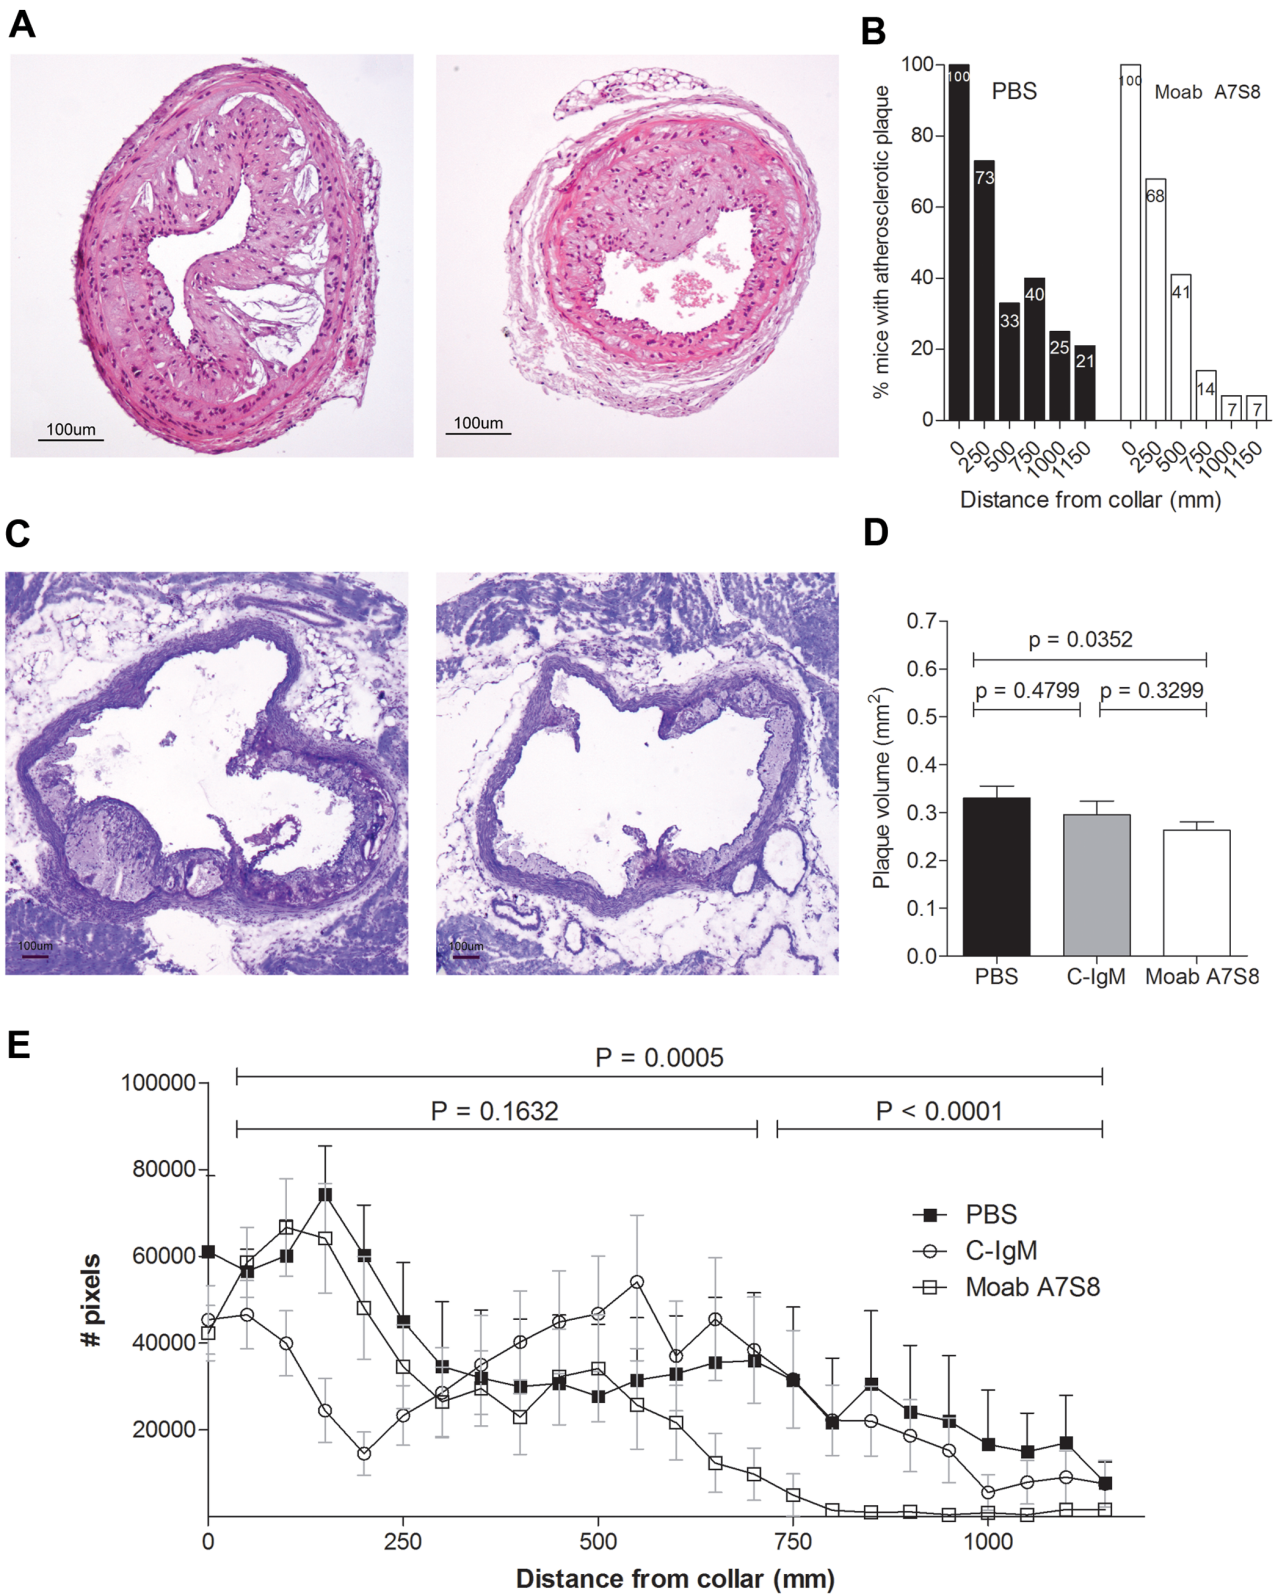 A
100um
100um
B
% mice with atherosclerotic plaque
100
80
60
40
20
0
PBS
Moab A7S8
100
73
33
40
25
21
100
68
41
14
7
7
0 250 500 750 1000 1150
0 250 500 750 1000 1150
Distance from collar (mm)
C
100um
100um
D
Plaque volume (mm2)
0.7
0.6
0.5
0.4
0.3
0.2
0.1
0.0
p = 0.0352
p = 0.4799
p = 0.3299
PBS
C-IgM
Moab A7S8
E
# pixels
100000
80000
60000
40000
20000
P = 0.0005
P = 0.1632
P < 0.0001
PBS
C-IgM
Moab A7S8
0 250 500 750 1000
Distance from collar (mm)